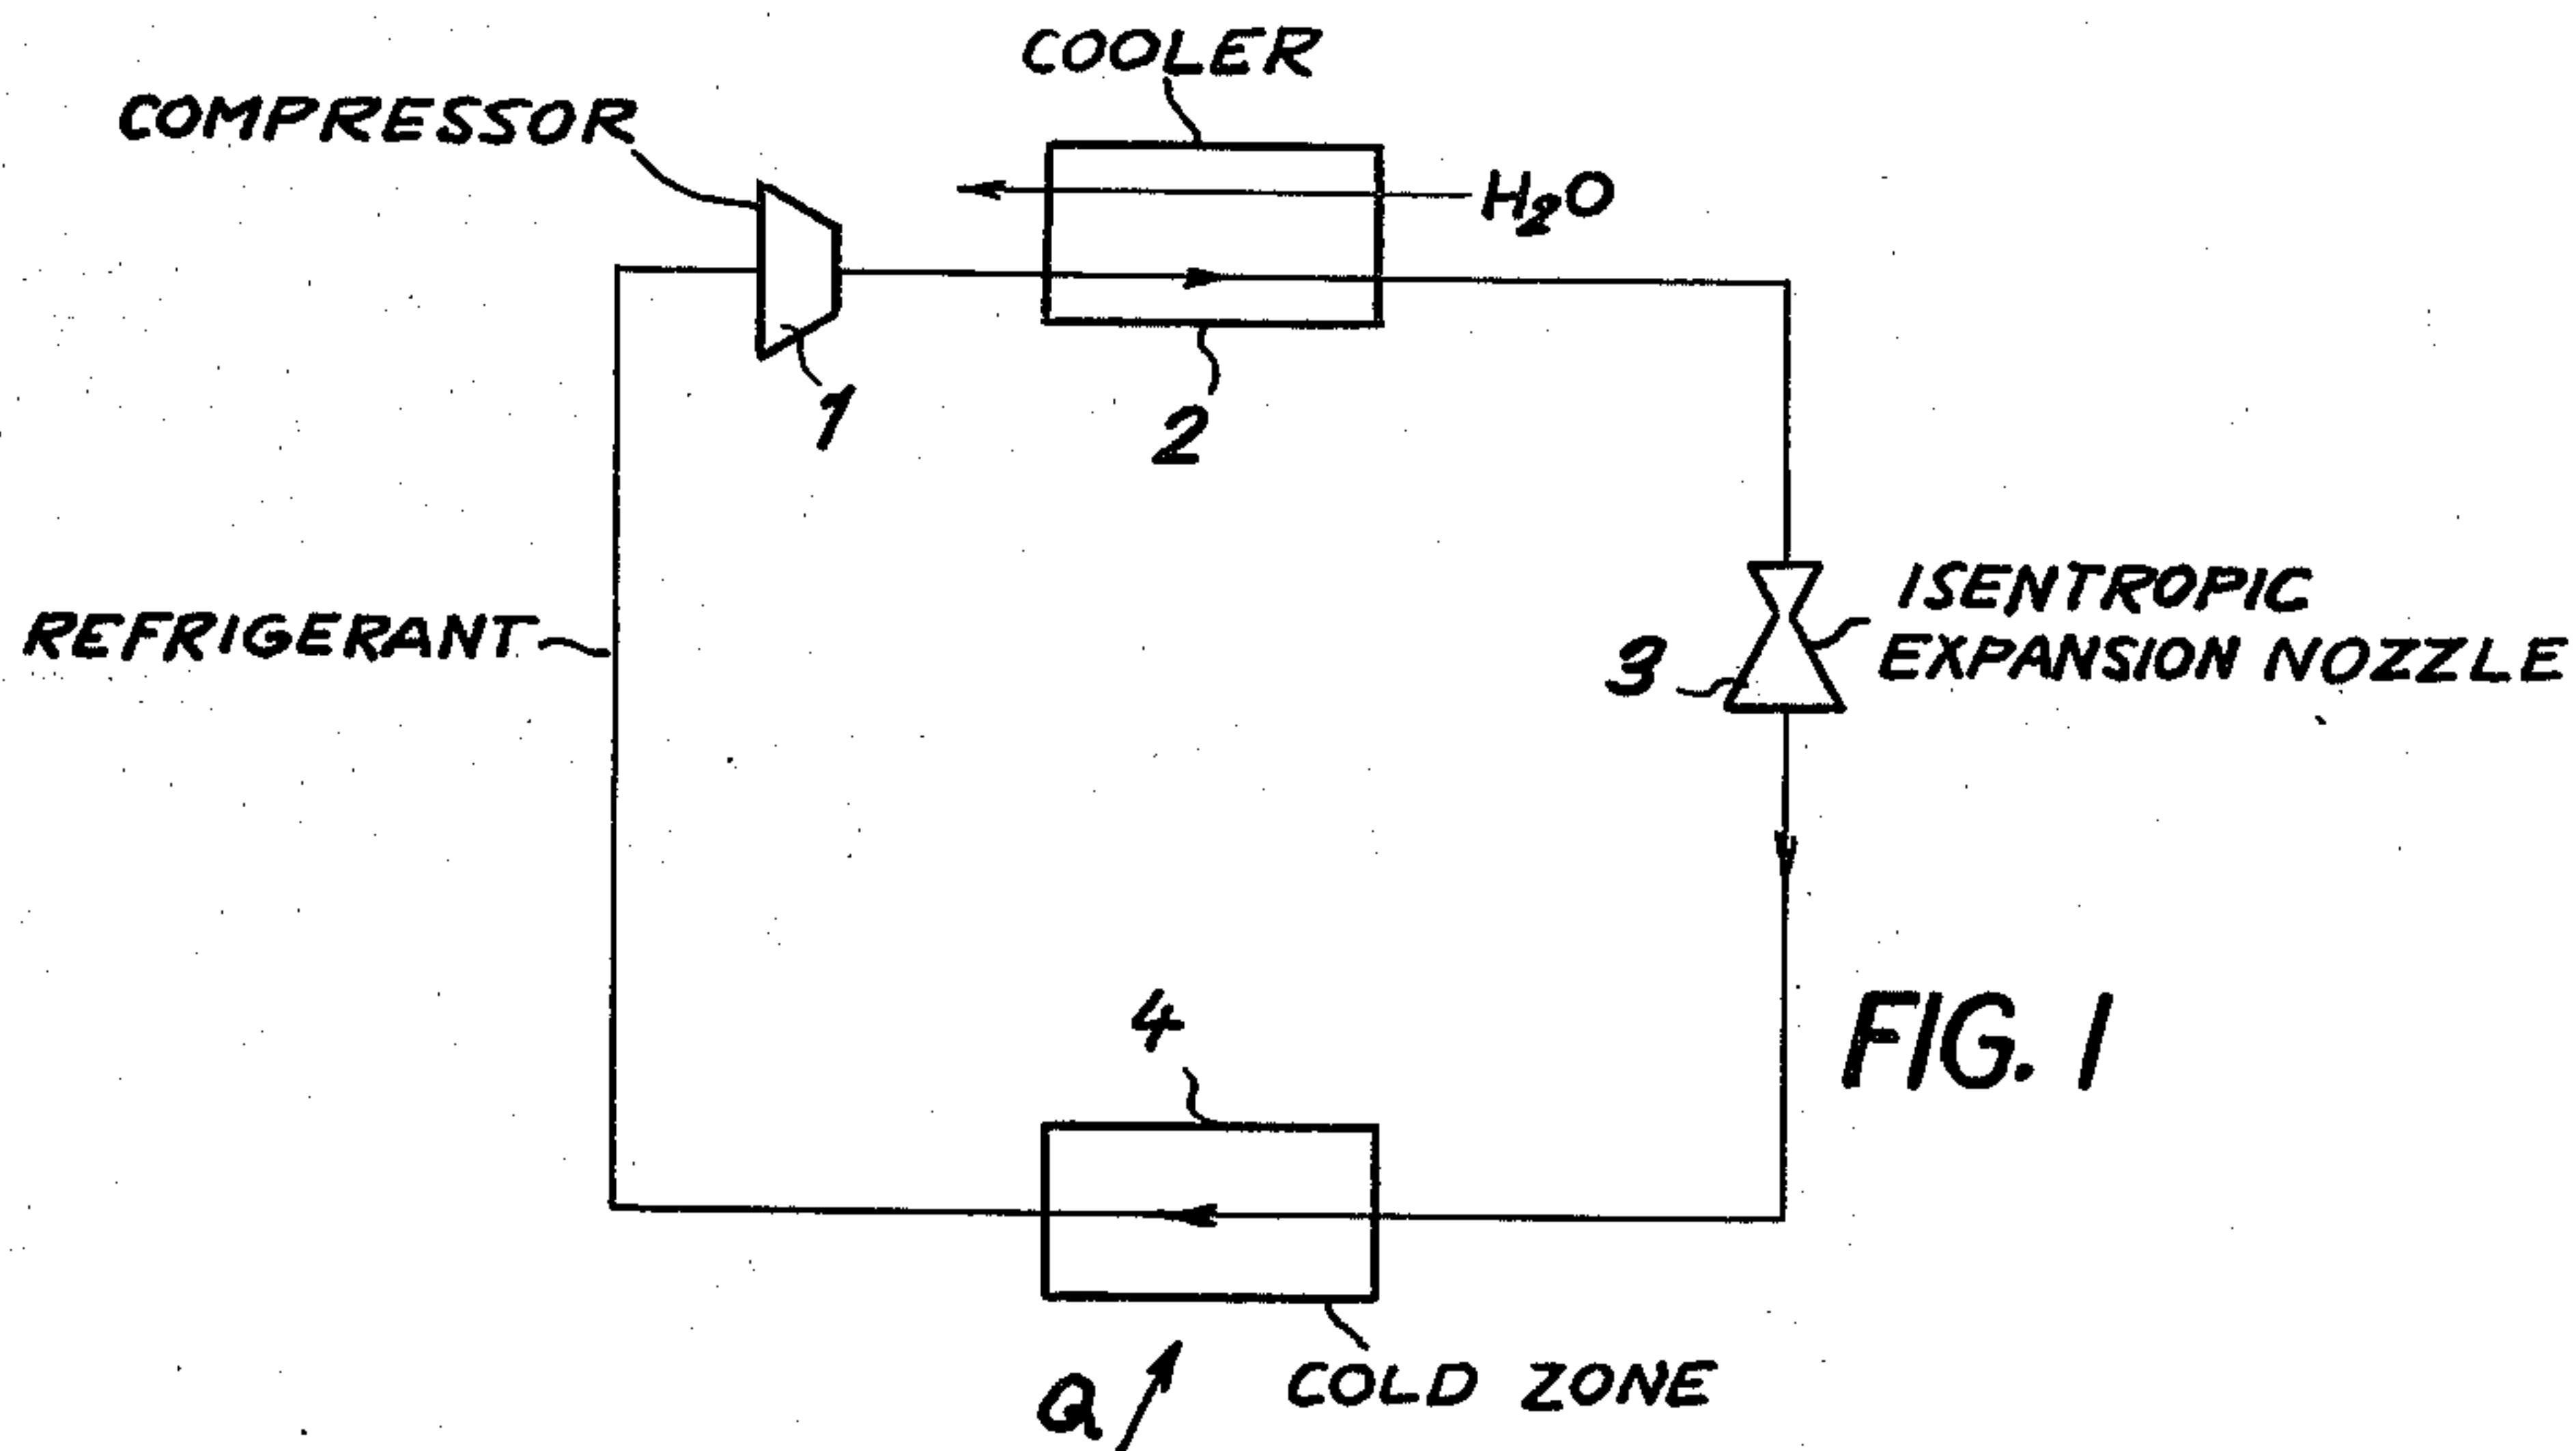 COOLER
COMPRESSOR
H₂O
1
2
ISENTROPIC
EXPANSION NOZZLE
REFRIGERANT
3
4
FIG. 1
COLD ZONE
Q